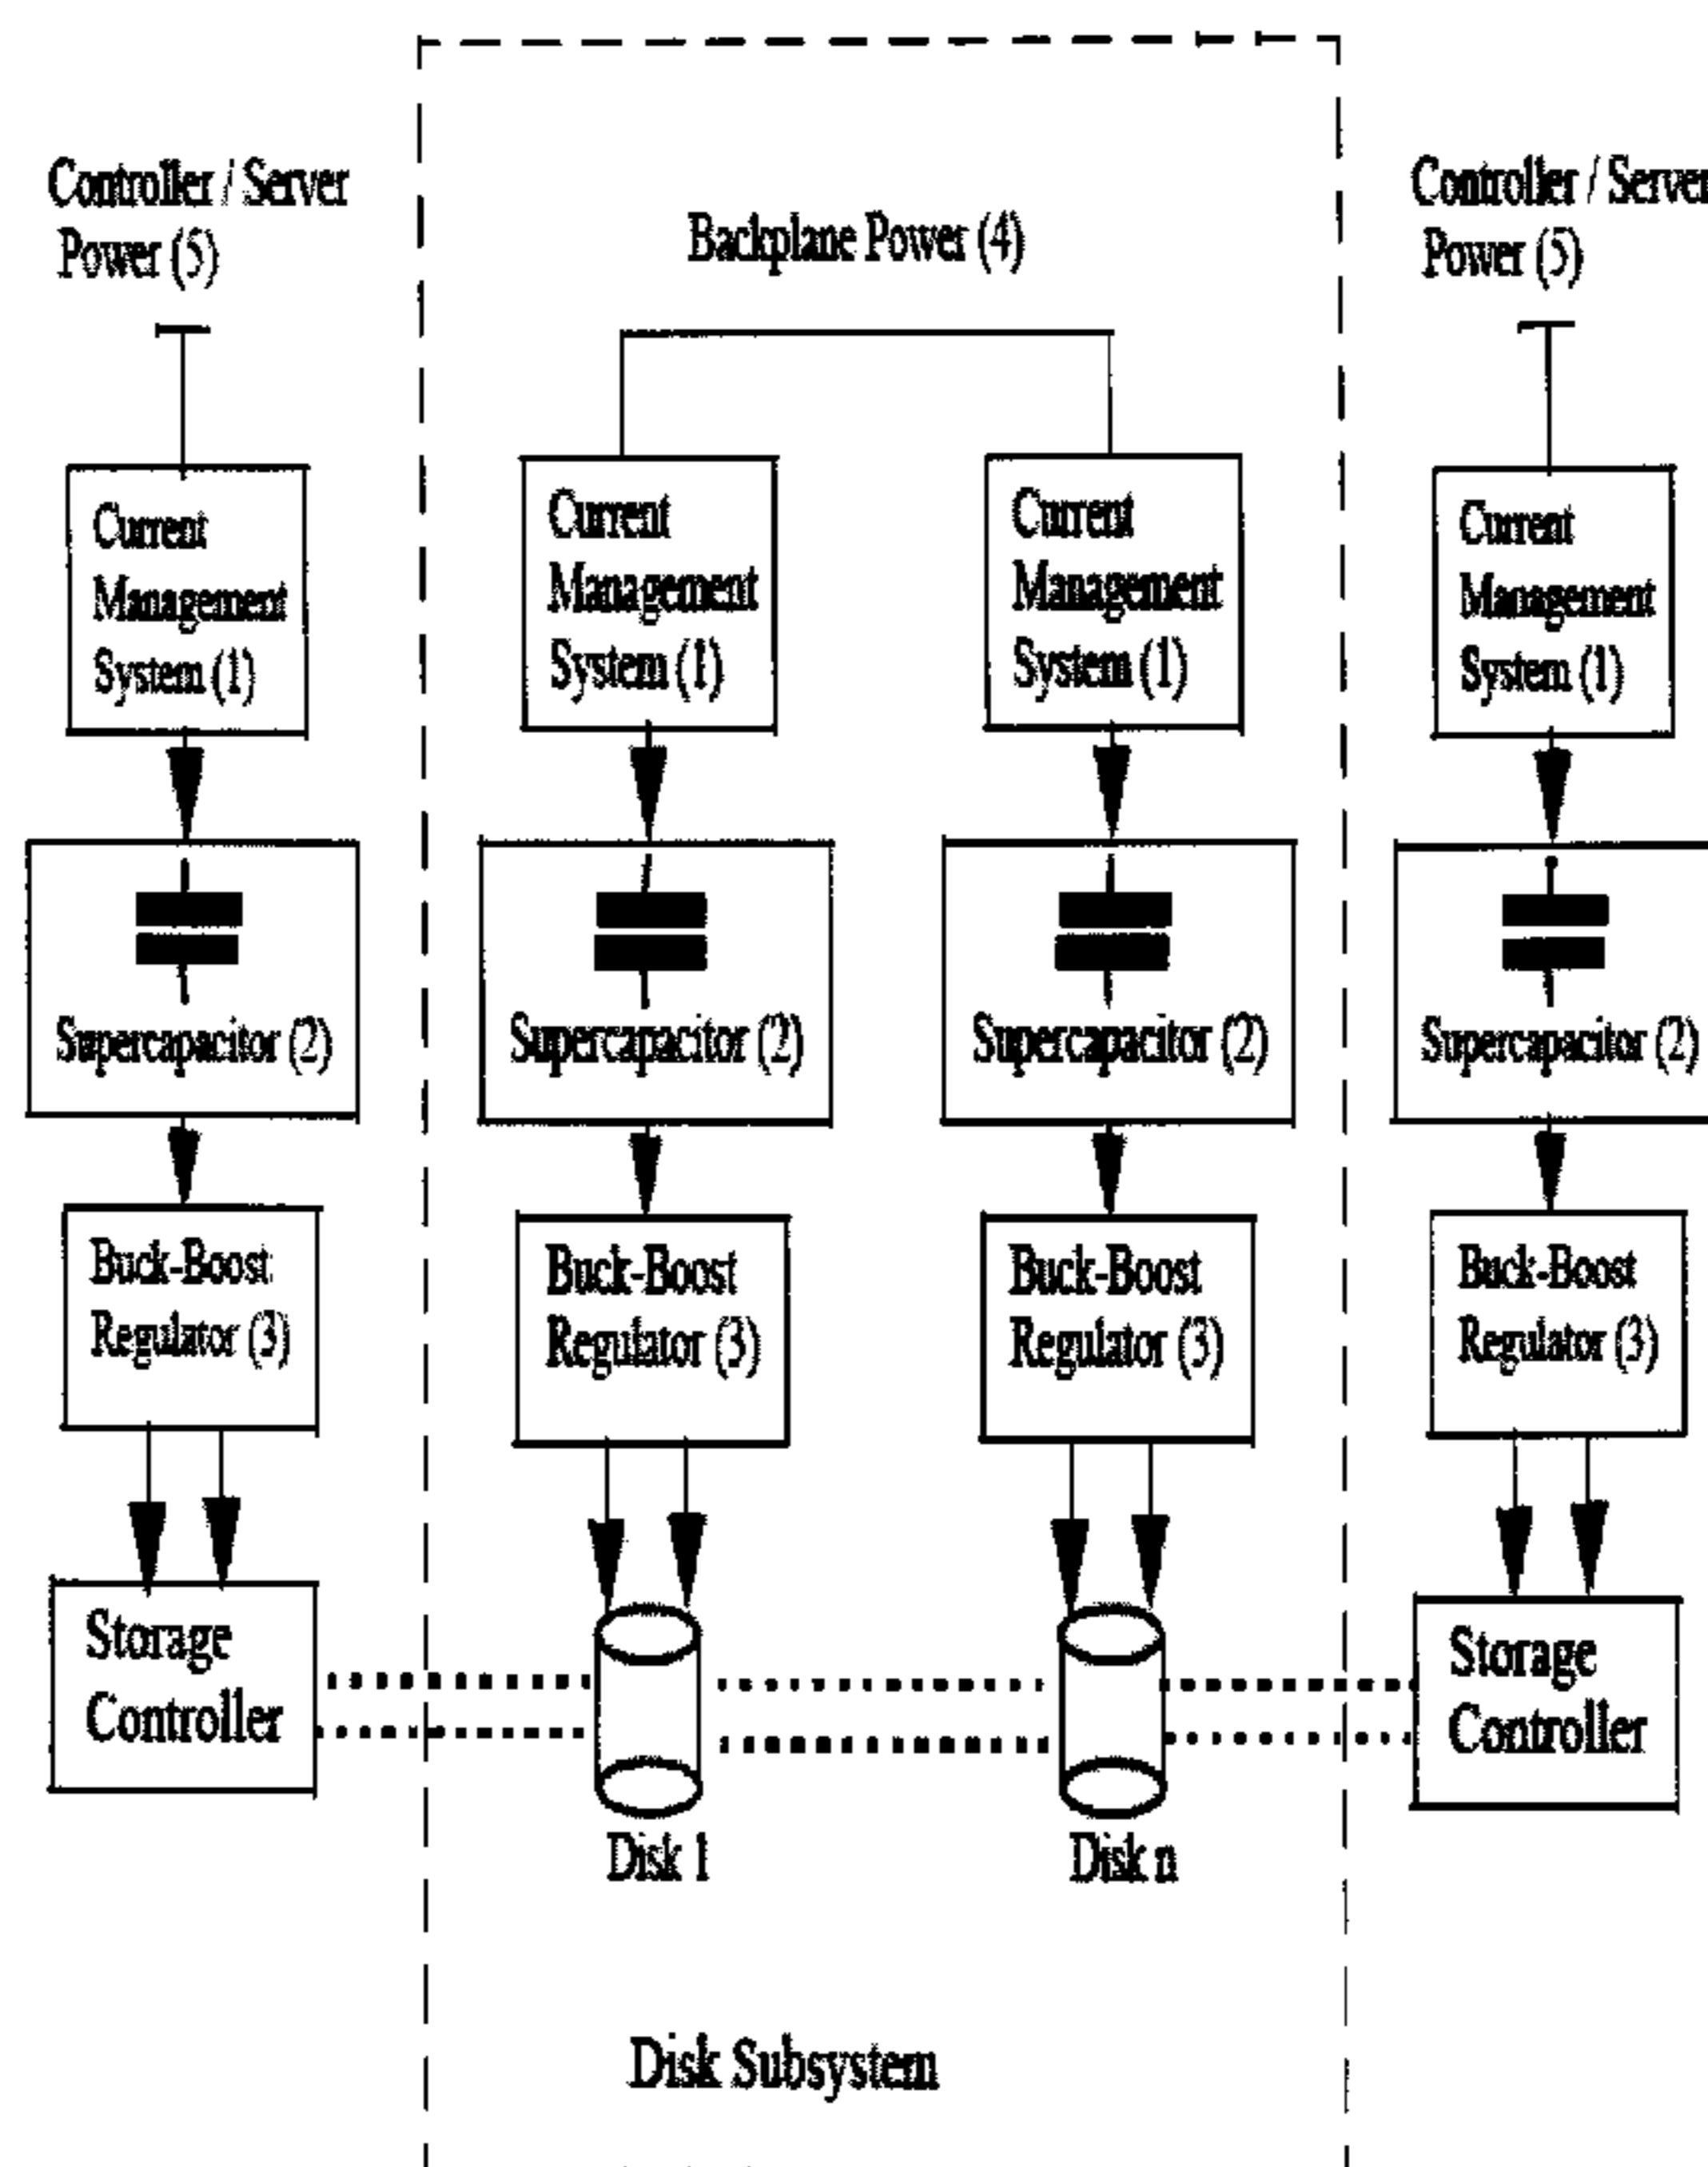 Controller / Server
Power (5)
Backplane Power (4)
Controller / Server
Power (5)
Current
Management
System (1)
Current
Management
System (1)
Current
Management
System (1)
Current
Management
System (1)
Supercapacitor (2)
Supercapacitor (2)
Supercapacitor (2)
Supercapacitor (2)
Buck-Boost
Regulator (3)
Buck-Boost
Regulator (3)
Buck-Boost
Regulator (3)
Buck-Boost
Regulator (3)
Storage
Controller
Storage
Controller
Disk 1
Disk n
Disk Subsystem